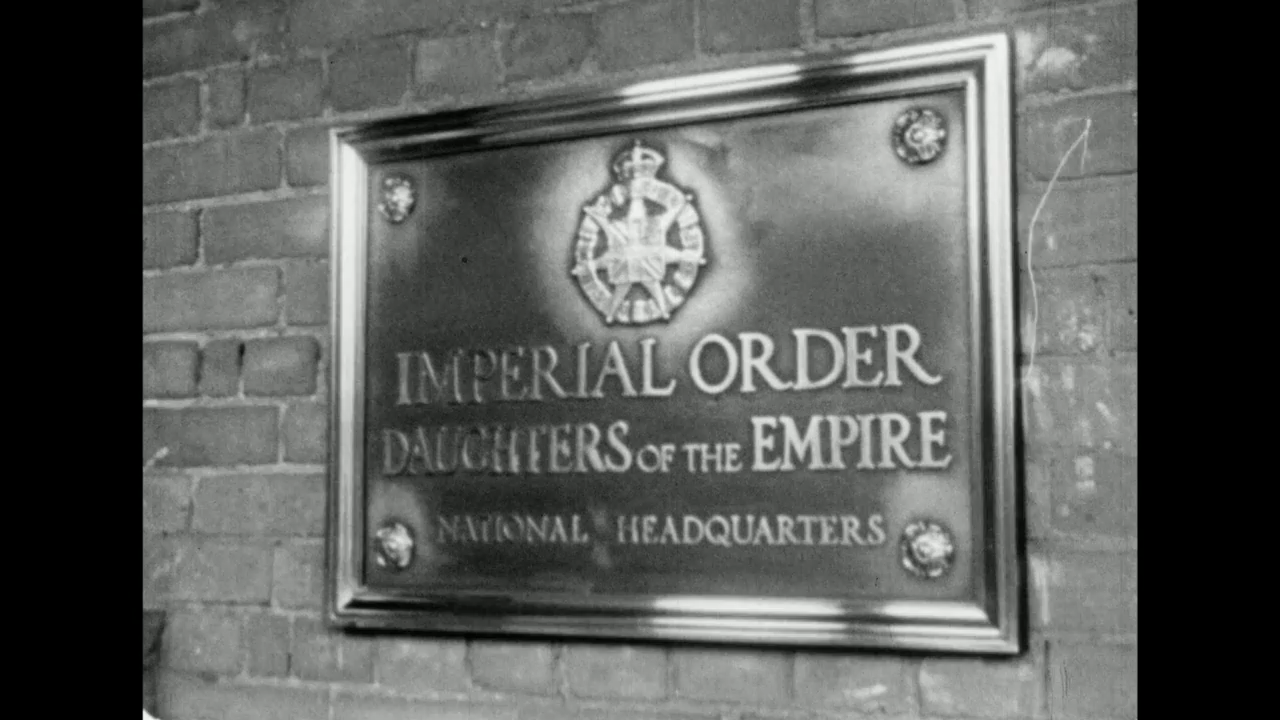 IMPERIAL ORDER
DAUGHTERS OF THE EMPIRE
NATIONAL HEADQUARTERS